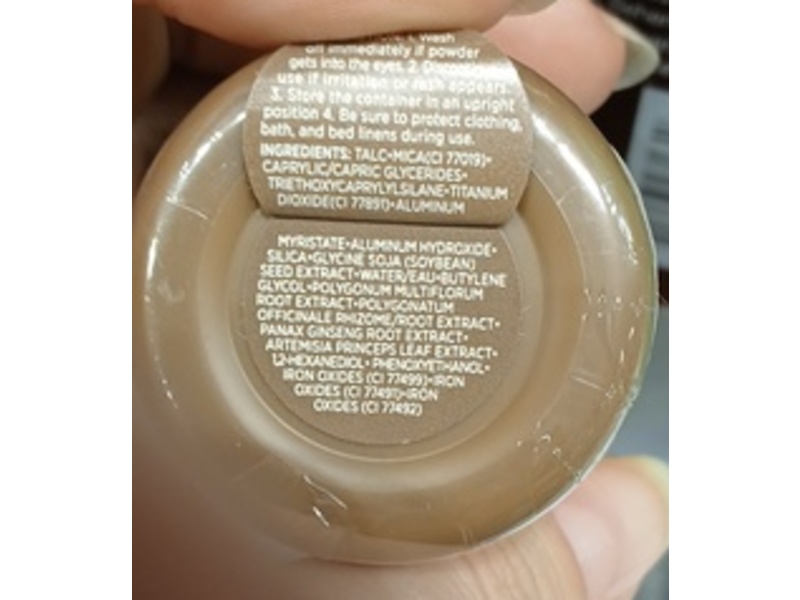 1. Wash
off immediately if powder
gets into the eyes. 2.
use if irritation or rash appears.
3. Store the container in an upright
position 4. Be sure to protect clothing,
bath, and bed linens during use.
INGREDIENTS: TALC•MICA(CI 77019)•
CAPRYLIC/CAPRIC GLYCERIDES•
TRIETHOXYCAPRYLYLSILANE•TITANIUM
DIOXIDE(CI 77891)•ALUMINUM
MYRISTATE•ALUMINUM HYDROXIDE•
SILICA•GLYCINE SOJA (SOYBEAN)
SEED EXTRACT•WATER/EAU•BUTYLENE
GLYCOL•POLYGONUM MULTIFLORUM
ROOT EXTRACT•POLYGONATUM
OFFICINALE RHIZOME/ROOT EXTRACT•
PANAX GINSENG ROOT EXTRACT•
ARTEMISIA PRINCEPS LEAF EXTRACT•
1,2-HEXANEDIOL•PHENOXYETHANOL•
IRON OXIDES (CI 77499)•IRON
OXIDES (CI 77491)•IRON
OXIDES (CI 77492)